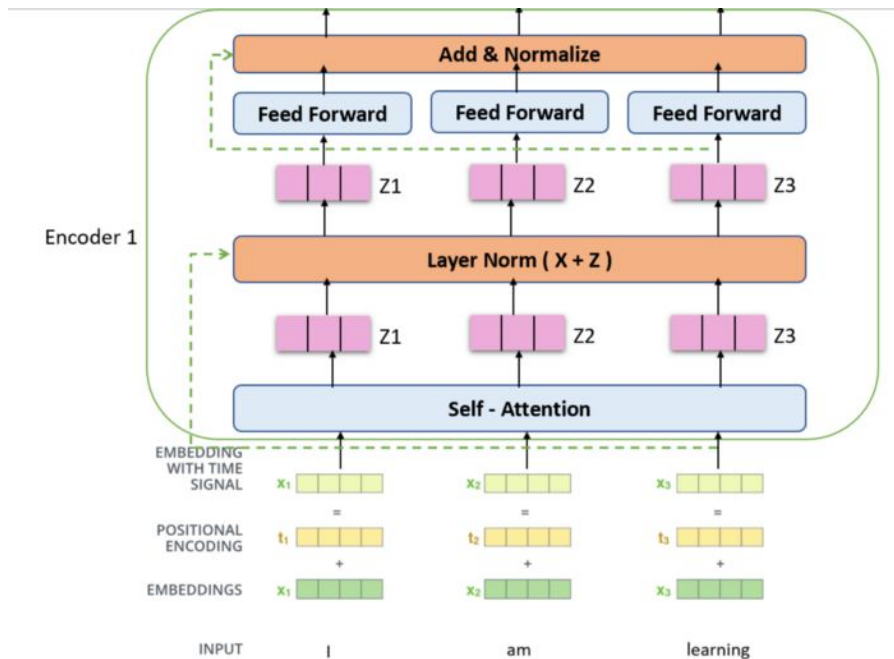 Add & Normalize
Feed Forward Feed Forward Feed Forward
Z1 Z2 Z3
Encoder 1
Layer Norm ( X + Z )
Z1 Z2 Z3
Self - Attention
EMBEDDING
WITH TIME
SIGNAL
x₁ x₂ x₃
= = =
POSITIONAL
ENCODING
t₁ t₂ t₃
+ + +
EMBEDDINGS x₁ x₂ x₃
INPUT I am learning